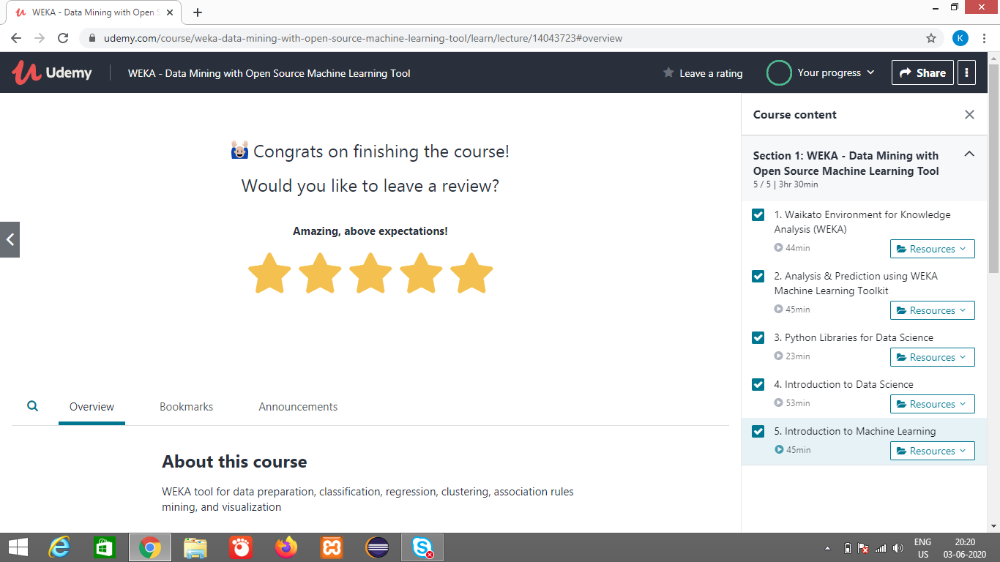 WEKA - Data Mining with Open S
udemy.com/course/weka-data-mining-with-open-source-machine-learning-tool/learn/lecture/14043723#overview
K
Udemy
WEKA - Data Mining with Open Source Machine Learning Tool
Leave a rating
Your progress
Share
Congrats on finishing the course!
Would you like to leave a review?
Amazing, above expectations!
Overview
Bookmarks
Announcements
About this course
WEKA tool for data preparation, classification, regression, clustering, association rules
mining, and visualization
Course content
Section 1: WEKA - Data Mining with
Open Source Machine Learning Tool
5 / 5 | 3hr 30min
1. Waikato Environment for Knowledge
Analysis (WEKA)
44min
Resources
2. Analysis & Prediction using WEKA
Machine Learning Toolkit
45min
Resources
3. Python Libraries for Data Science
23min
Resources
4. Introduction to Data Science
53min
Resources
5. Introduction to Machine Learning
45min
Resources
ENG
US
20:20
03-06-2020